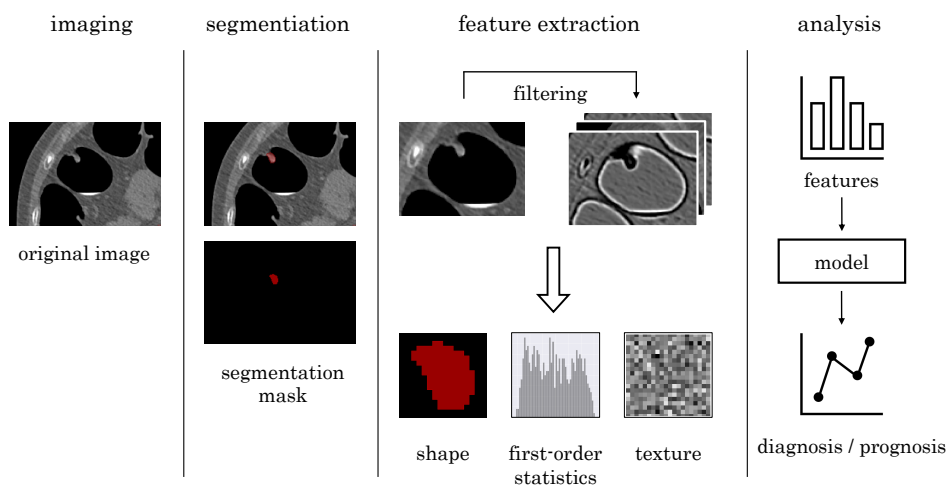 imaging
segmentiation
feature extraction
analysis
filtering
original image
segmentation
mask
shape
first-order
statistics
texture
features
model
diagnosis / prognosis